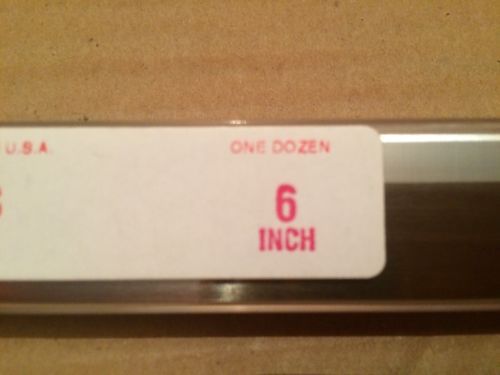 U.S.A.
ONE DOZEN
6
INCH